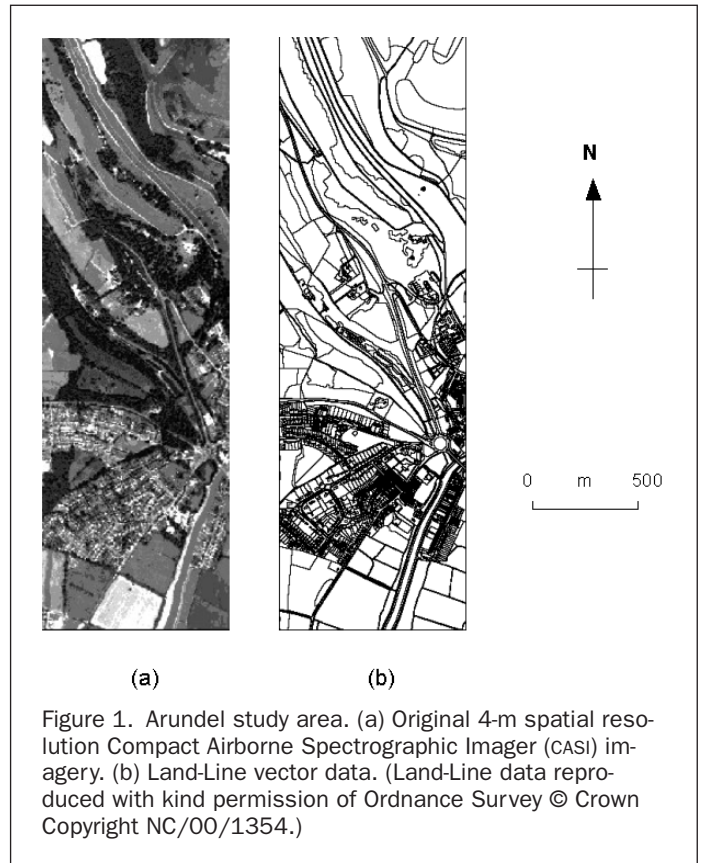 N
0 m 500
(a) (b)
Figure 1. Arundel study area. (a) Original 4-m spatial reso-
lution Compact Airborne Spectrographic Imager (CASI) im-
agery. (b) Land-Line vector data. (Land-Line data repro-
duced with kind permission of Ordnance Survey © Crown
Copyright NC/00/1354.)